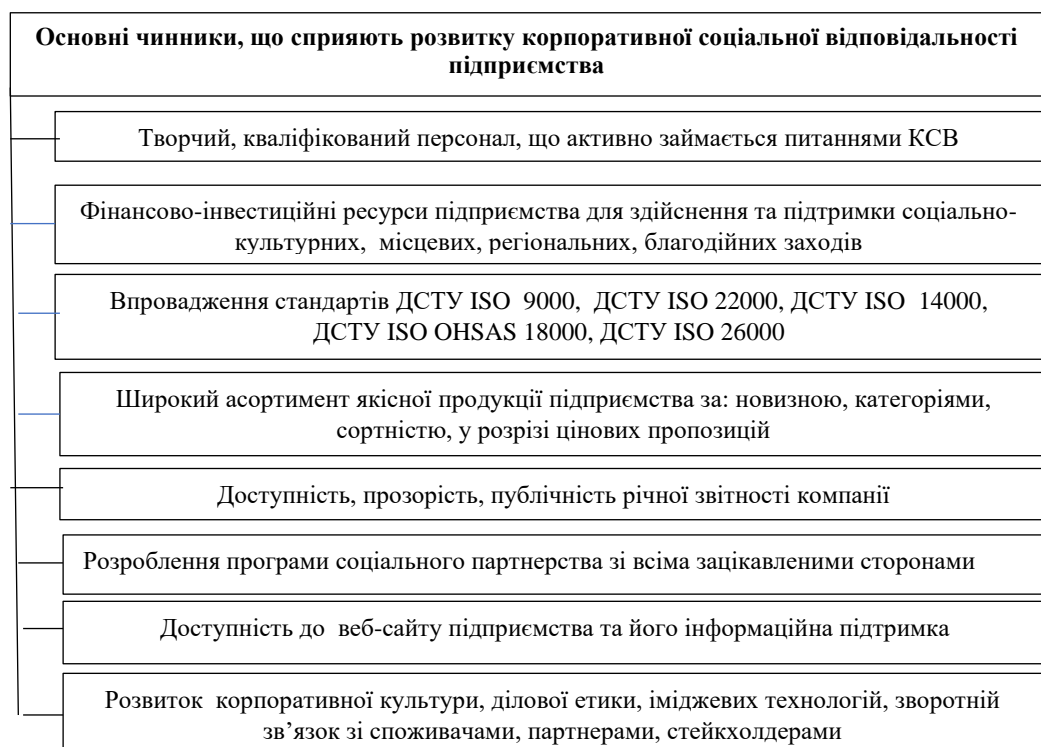 Основні чинники, що сприяють розвитку корпоративної соціальної відповідальності
підприємства
Творчий, кваліфікований персонал, що активно займається питаннями КСВ
Фінансово-інвестиційні ресурси підприємства для здійснення та підтримки соціально-
культурних, місцевих, регіональних, благодійних заходів
Впровадження стандартів ДСТУ ISO 9000, ДСТУ ISO 22000, ДСТУ ISO 14000,
ДСТУ ISO OHSAS 18000, ДСТУ ISO 26000
Широкий асортимент якісної продукції підприємства за: новизною, категоріями,
сортністю, у розрізі цінових пропозицій
Доступність, прозорість, публічність річної звітності компанії
Розроблення програми соціального партнерства зі всіма зацікавленими сторонами
Доступність до веб-сайту підприємства та його інформаційна підтримка
Розвиток корпоративної культури, ділової етики, іміджевих технологій, зворотній
зв’язок зі споживачами, партнерами, стейкхолдерами